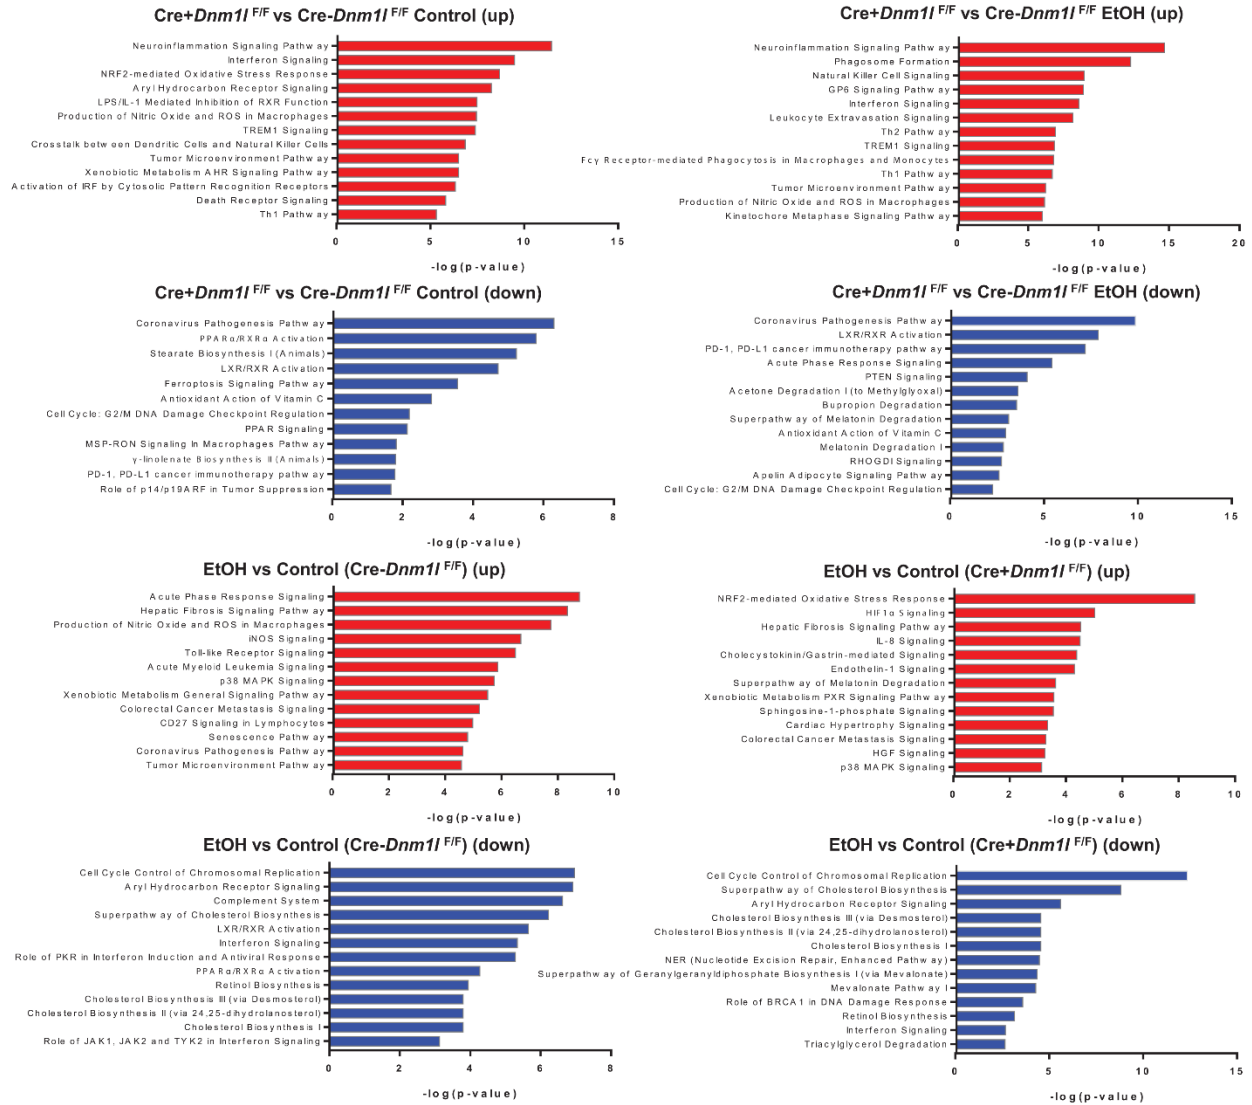 Cre+Dnm1l F/F vs Cre-Dnm1l F/F Control (up)
Neuroinflammation Signaling Pathway
Interferon Signaling
NRF2-mediated Oxidative Stress Response
Aryl Hydrocarbon Receptor Signaling
LPS/IL-1 Mediated Inhibition of RXR Function
Production of Nitric Oxide and ROS in Macrophages
TREM1 Signaling
Crosstalk between Dendritic Cells and Natural Killer Cells
Tumor Microenvironment Pathway
Xenobiotic Metabolism AHR Signaling Pathway
Activation of IRF by Cytosolic Pattern Recognition Receptors
Death Receptor Signaling
Th1 Pathway
0 5 10 15
-log(p-value)
Cre+Dnm1l F/F vs Cre-Dnm1l F/F EtOH (up)
Neuroinflammation Signaling Pathway
Phagosome Formation
Natural Killer Cell Signaling
GP6 Signaling Pathway
Interferon Signaling
Leukocyte Extravasation Signaling
Th2 Pathway
TREM1 Signaling
Fcγ Receptor-mediated Phagocytosis in Macrophages and Monocytes
Th1 Pathway
Tumor Microenvironment Pathway
Production of Nitric Oxide and ROS in Macrophages
Kinetochore Metaphase Signaling Pathway
0 5 10 15 20
-log(p-value)
Cre+Dnm1l F/F vs Cre-Dnm1l F/F Control (down)
Coronavirus Pathogenesis Pathway
PPARα/RXRα Activation
Stearate Biosynthesis I (Animals)
LXR/RXR Activation
Ferroptosis Signaling Pathway
Antioxidant Action of Vitamin C
Cell Cycle: G2/M DNA Damage Checkpoint Regulation
PPAR Signaling
MSP-RON Signaling In Macrophages Pathway
γ-linolenate Biosynthesis II (Animals)
PD-1, PD-L1 cancer immunotherapy pathway
Role of p14/p19ARF in Tumor Suppression
0 2 4 6 8
-log(p-value)
Cre+Dnm1l F/F vs Cre-Dnm1l F/F EtOH (down)
Coronavirus Pathogenesis Pathway
LXR/RXR Activation
PD-1, PD-L1 cancer immunotherapy pathway
Acute Phase Response Signaling
PTEN Signaling
Acetone Degradation I (to Methylglyoxal)
Bupropion Degradation
Superpathway of Melatonin Degradation
Antioxidant Action of Vitamin C
Melatonin Degradation I
RHOGDI Signaling
Apelin Adipocyte Signaling Pathway
Cell Cycle: G2/M DNA Damage Checkpoint Regulation
0 5 10 15
-log(p-value)
EtOH vs Control (Cre-Dnm1l F/F) (up)
Acute Phase Response Signaling
Hepatic Fibrosis Signaling Pathway
Production of Nitric Oxide and ROS in Macrophages
iNOS Signaling
Toll-like Receptor Signaling
Acute Myeloid Leukemia Signaling
p38 MAPK Signaling
Xenobiotic Metabolism General Signaling Pathway
Colorectal Cancer Metastasis Signaling
CD27 Signaling in Lymphocytes
Senescence Pathway
Coronavirus Pathogenesis Pathway
Tumor Microenvironment Pathway
0 2 4 6 8 10
-log(p-value)
EtOH vs Control (Cre+Dnm1l F/F) (up)
NRF2-mediated Oxidative Stress Response
HIF1α Signaling
Hepatic Fibrosis Signaling Pathway
IL-8 Signaling
Cholecystokinin/Gastrin-mediated Signaling
Endothelin-1 Signaling
Superpathway of Melatonin Degradation
Xenobiotic Metabolism PXR Signaling Pathway
Sphingosine-1-phosphate Signaling
Cardiac Hypertrophy Signaling
Colorectal Cancer Metastasis Signaling
HGF Signaling
p38 MAPK Signaling
0 2 4 6 8 10
-log(p-value)
EtOH vs Control (Cre-Dnm1l F/F) (down)
Cell Cycle Control of Chromosomal Replication
Aryl Hydrocarbon Receptor Signaling
Complement System
Superpathway of Cholesterol Biosynthesis
LXR/RXR Activation
Interferon Signaling
Role of PKR in Interferon Induction and Antiviral Response
PPARα/RXRα Activation
Retinol Biosynthesis
Cholesterol Biosynthesis III (via Desmosterol)
Cholesterol Biosynthesis II (via 24,25-dihydrolanosterol)
Cholesterol Biosynthesis I
Role of JAK1, JAK2 and TYK2 in Interferon Signaling
0 2 4 6 8
-log(p-value)
EtOH vs Control (Cre+Dnm1l F/F) (down)
Cell Cycle Control of Chromosomal Replication
Superpathway of Cholesterol Biosynthesis
Aryl Hydrocarbon Receptor Signaling
Cholesterol Biosynthesis III (via Desmosterol)
Cholesterol Biosynthesis II (via 24,25-dihydrolanosterol)
Cholesterol Biosynthesis I
NER (Nucleotide Excision Repair, Enhanced Pathway)
Superpathway of Geranylgeranyldiphosphate Biosynthesis I (via Mevalonate)
Mevalonate Pathway I
Role of BRCA1 in DNA Damage Response
Retinol Biosynthesis
Interferon Signaling
Triacylglycerol Degradation
0 5 10 15
-log(p-value)